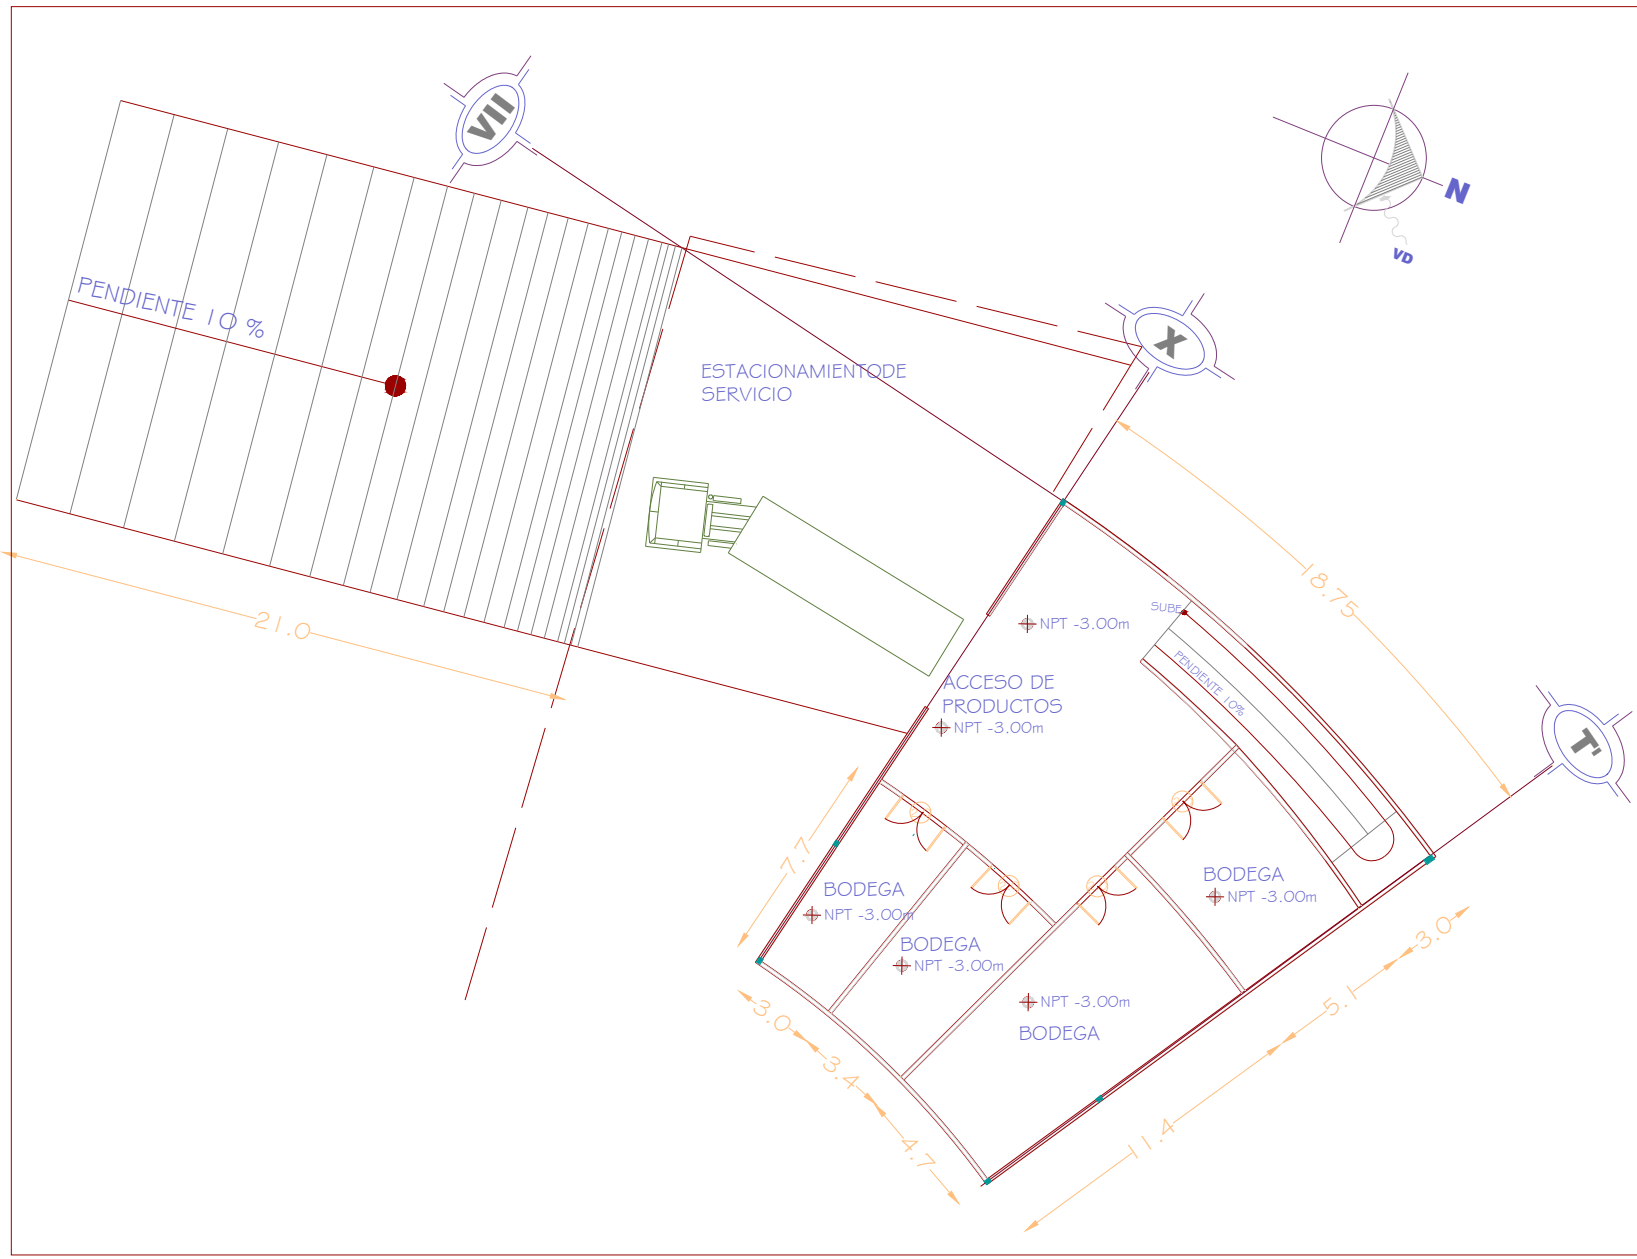 VII
N
VD
PENDIENTE 10 %
X
ESTACIONAMIENTODE
SERVICIO
18.75
SUBE
21.0
NPT -3.00m
PENDIENTE 10%
ACCESO DE
PRODUCTOS
NPT -3.00m
T'
7.7
BODEGA
NPT -3.00m
BODEGA
NPT -3.00m
BODEGA
NPT -3.00m
3.0
NPT -3.00m
BODEGA
5.1
3.0
3.4
11.4
4.7